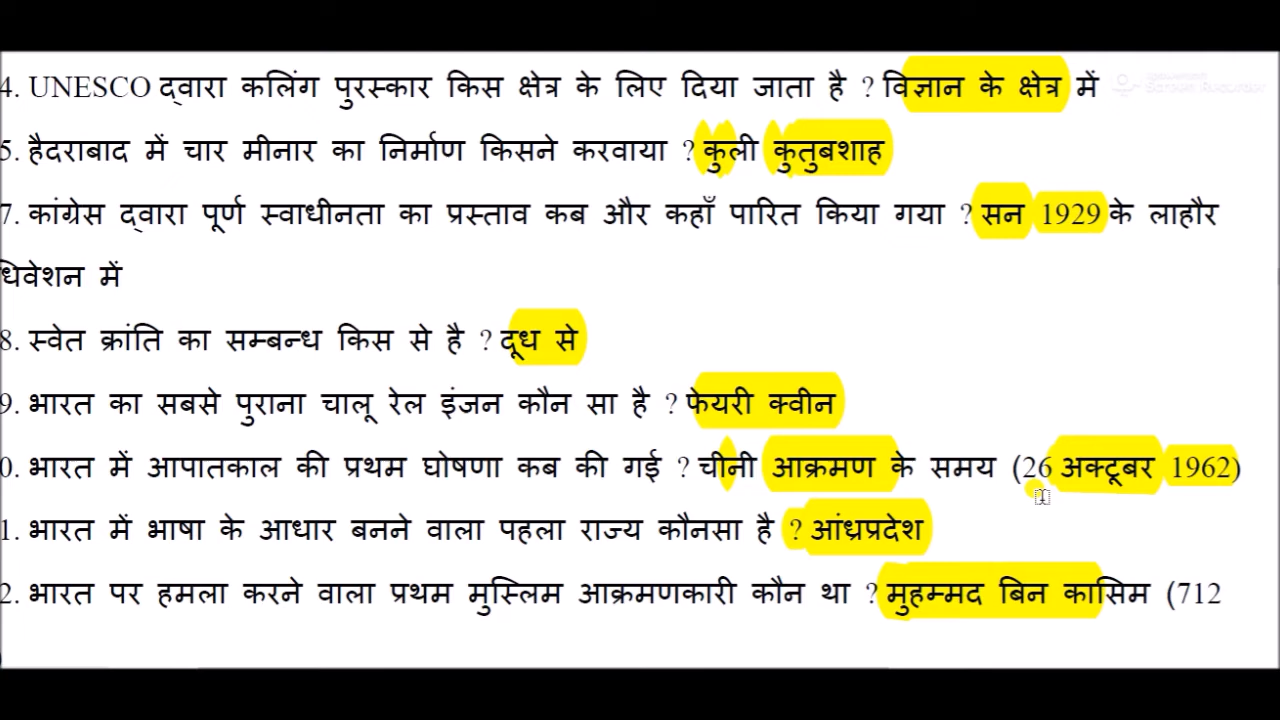 4. UNESCO द्वारा कलिंग पुरस्कार किस क्षेत्र के लिए दिया जाता है ? विज्ञान के क्षेत्र में
5. हैदराबाद में चार मीनार का निर्माण किसने करवाया ? कुली कुतुबशाह
7. कांग्रेस द्वारा पूर्ण स्वाधीनता का प्रस्ताव कब और कहाँ पारित किया गया ? सन 1929 के लाहौर
धिवेशन में
8. स्वेत क्रांति का सम्बन्ध किस से है ? दूध से
9. भारत का सबसे पुराना चालू रेल इंजन कौन सा है ? फेयरी क्वीन
0. भारत में आपातकाल की प्रथम घोषणा कब की गई ? चीनी आक्रमण के समय (26 अक्टूबर 1962)
1. भारत में भाषा के आधार बनने वाला पहला राज्य कौनसा है ? आंध्रप्रदेश
2. भारत पर हमला करने वाला प्रथम मुस्लिम आक्रमणकारी कौन था ? मुहम्मद बिन कासिम (712